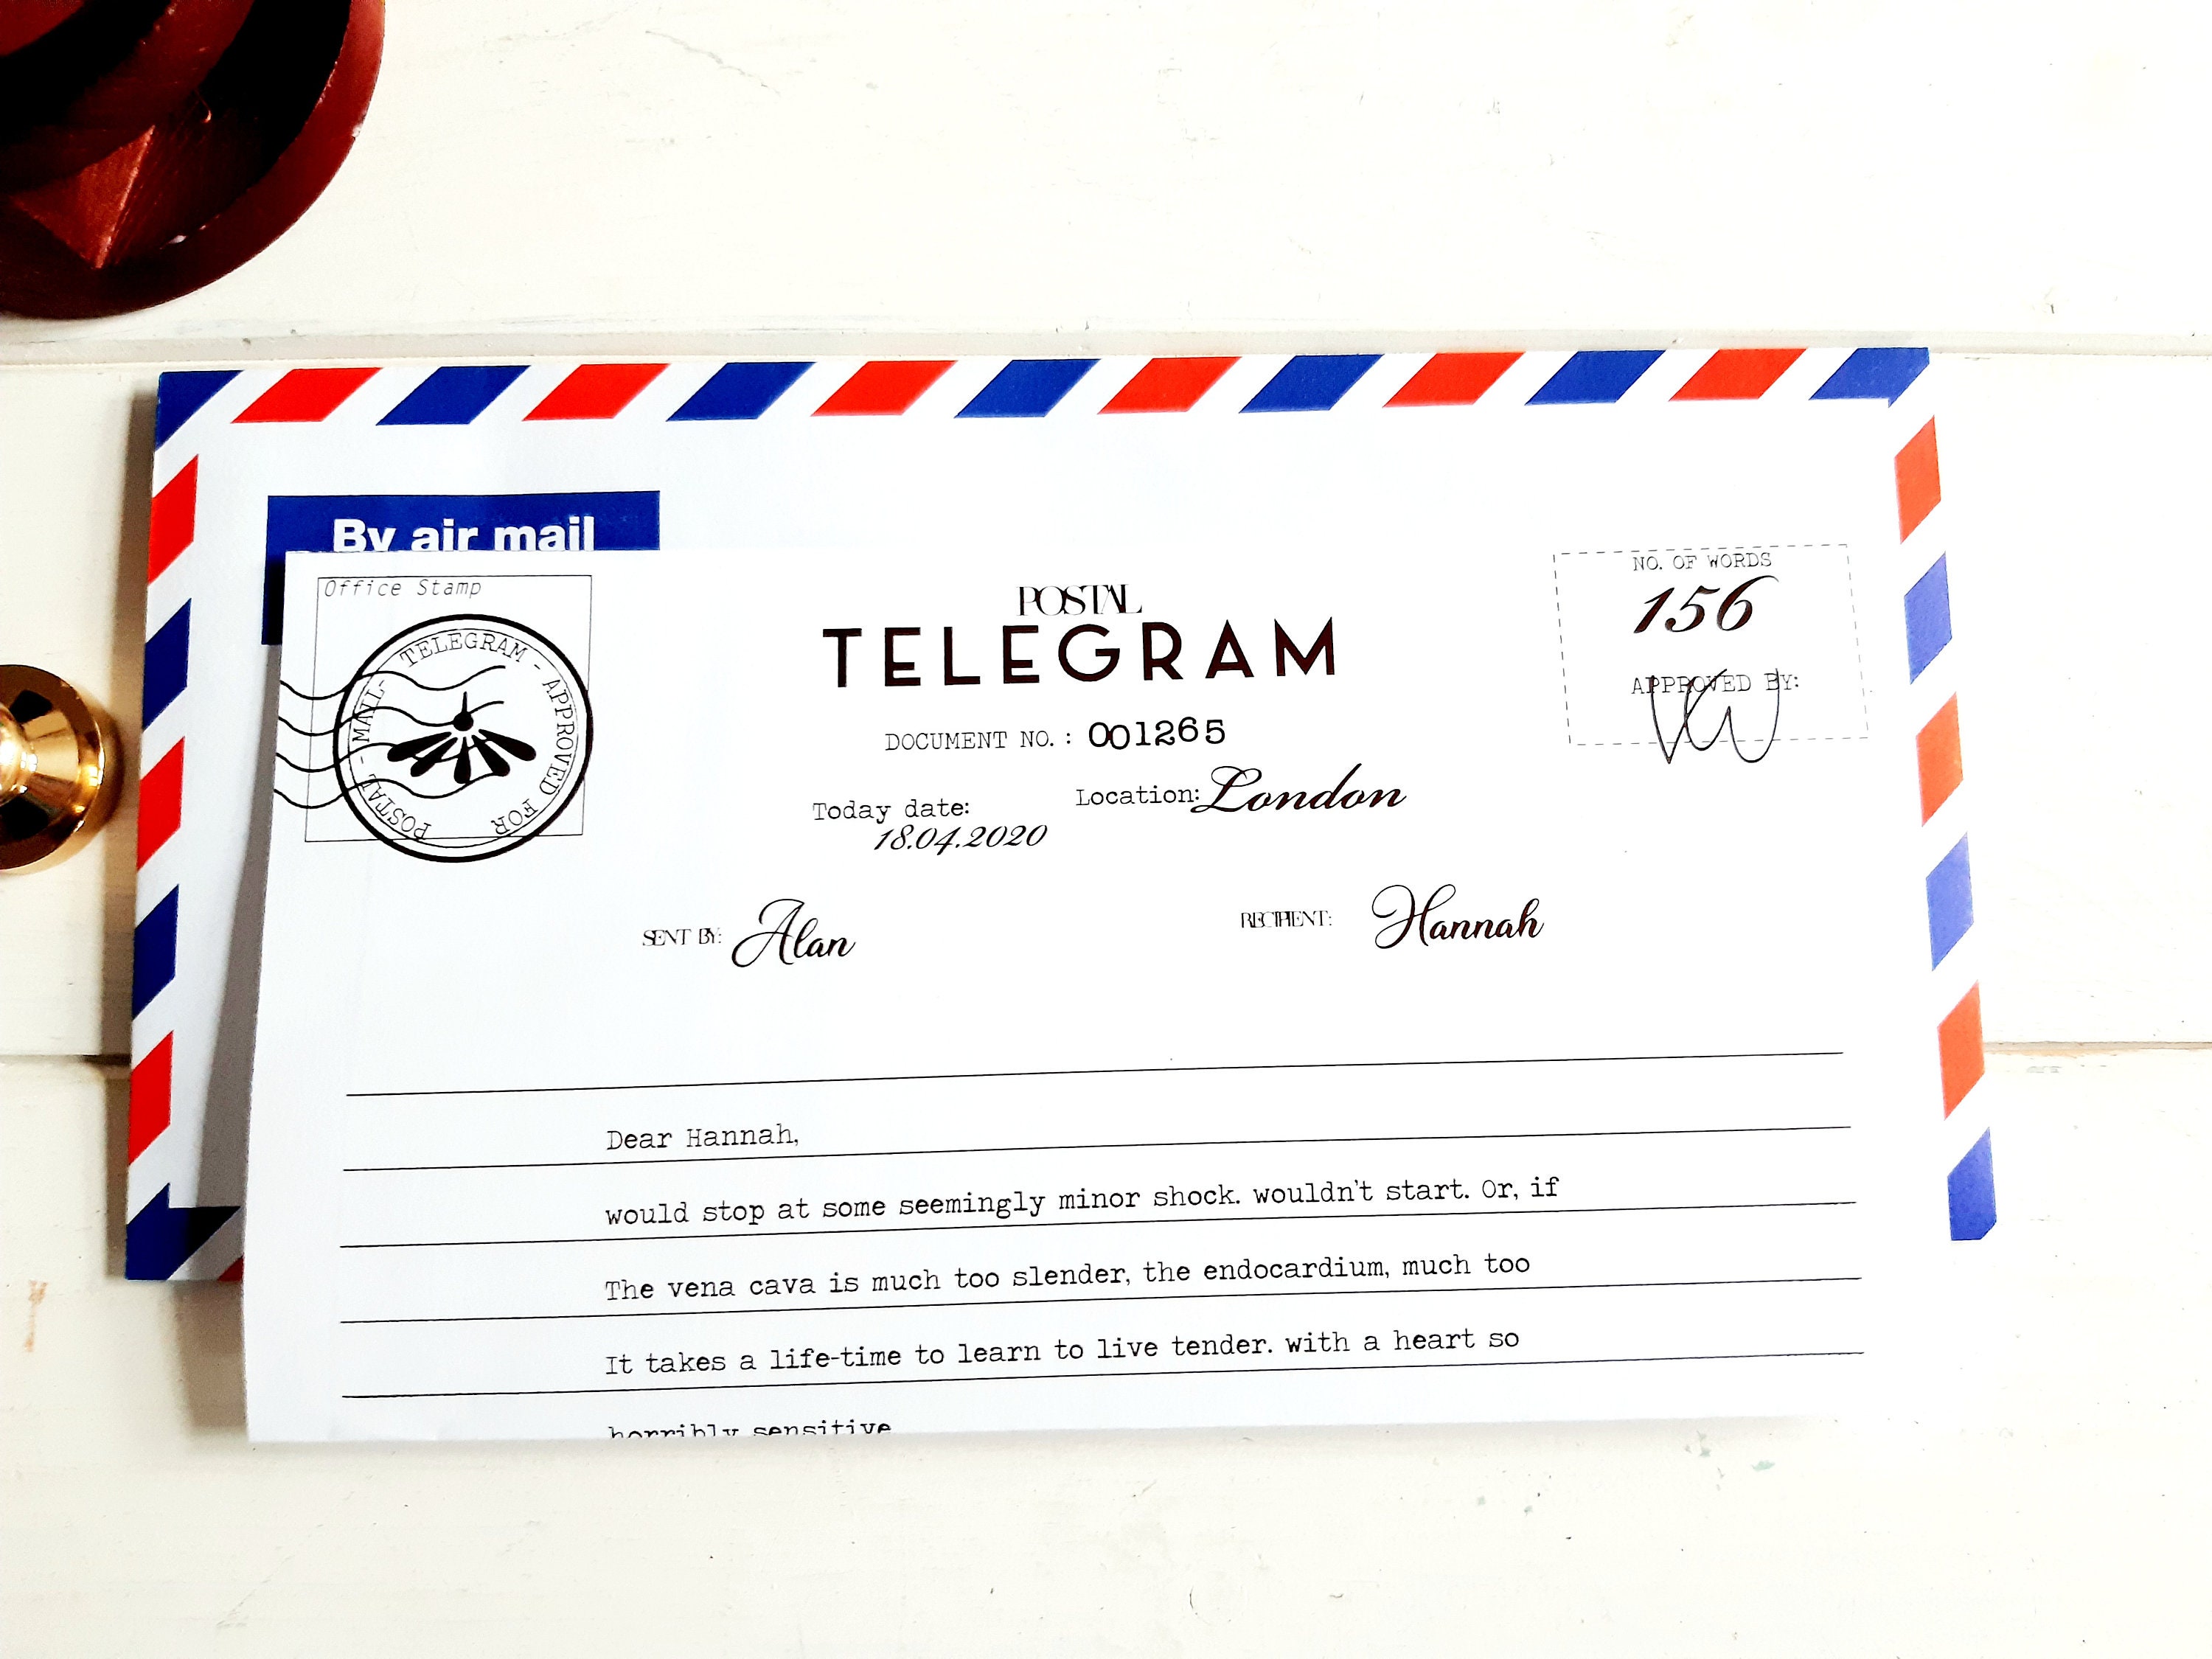 By air mail
Office Stamp
POSTAL -MAIL- TELEGRAM - APPROVED FOR
POSTAL
TELEGRAM
DOCUMENT NO.: 001265
Today date:
18.04.2020
Location: London
NO. OF WORDS
156
APPROVED BY:
SENT BY: Alan
RECIPIENT: Hannah
Dear Hannah,
would stop at some seemingly minor shock. wouldn't start. Or, if
The vena cava is much too slender, the endocardium, much too
It takes a life-time to learn to live tender. with a heart so
horribly sensitive